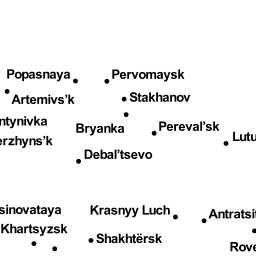 Popasnaya
Pervomaysk
Artemivs’k
Stakhanov
ntynivka
Bryanka
Pereval’sk
Lutu
erzhyns’k
Debal’tsevo
sinovataya
Krasnyy Luch
Antratsit
Khartsyzsk
Shakhtërsk
Rove